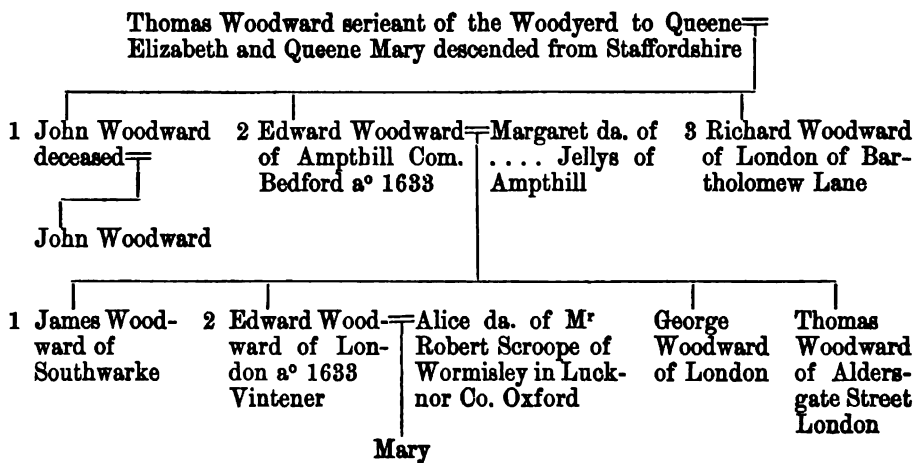 Thomas Woodward serieant of the Woodyerd to Queene
Elizabeth and Queene Mary descended from Staffordshire
1 John Woodward
deceased
2 Edward Woodward
of Ampthill Com.
Bedford aº 1633
Margaret da. of
.... Jellys of
Ampthill
3 Richard Woodward
of London of Bar-
tholomew Lane
John Woodward
1 James Wood-
ward of
Southwarke
2 Edward Wood-
ward of Lon-
don aº 1633
Vintener
Alice da. of Mʳ
Robert Scroope of
Wormisley in Luck-
nor Co. Oxford
George
Woodward
of London
Thomas
Woodward
of Alders-
gate Street
London
Mary